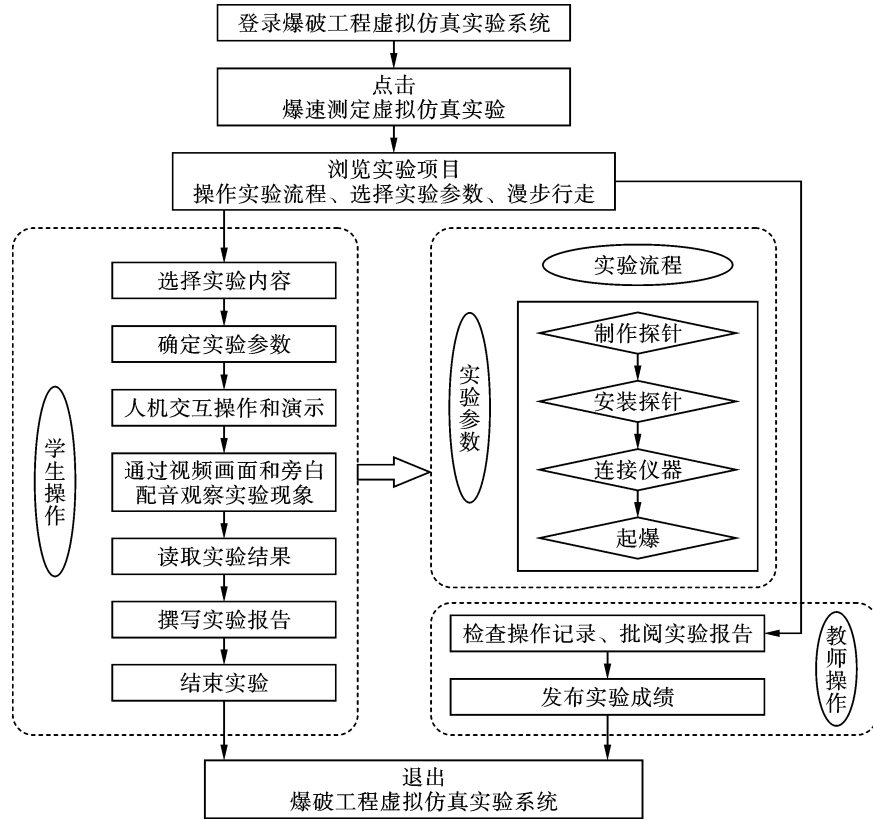 登录爆破工程虚拟仿真实验系统
点击
爆速测定虚拟仿真实验
浏览实验项目
操作实验流程、选择实验参数、漫步行走
学生操作
选择实验内容
确定实验参数
人机交互操作和演示
通过视频画面和旁白
配音观察实验现象
读取实验结果
撰写实验报告
结束实验
实验参数
实验流程
制作探针
安装探针
连接仪器
起爆
检查操作记录、批阅实验报告
发布实验成绩
教师操作
退出
爆破工程虚拟仿真实验系统